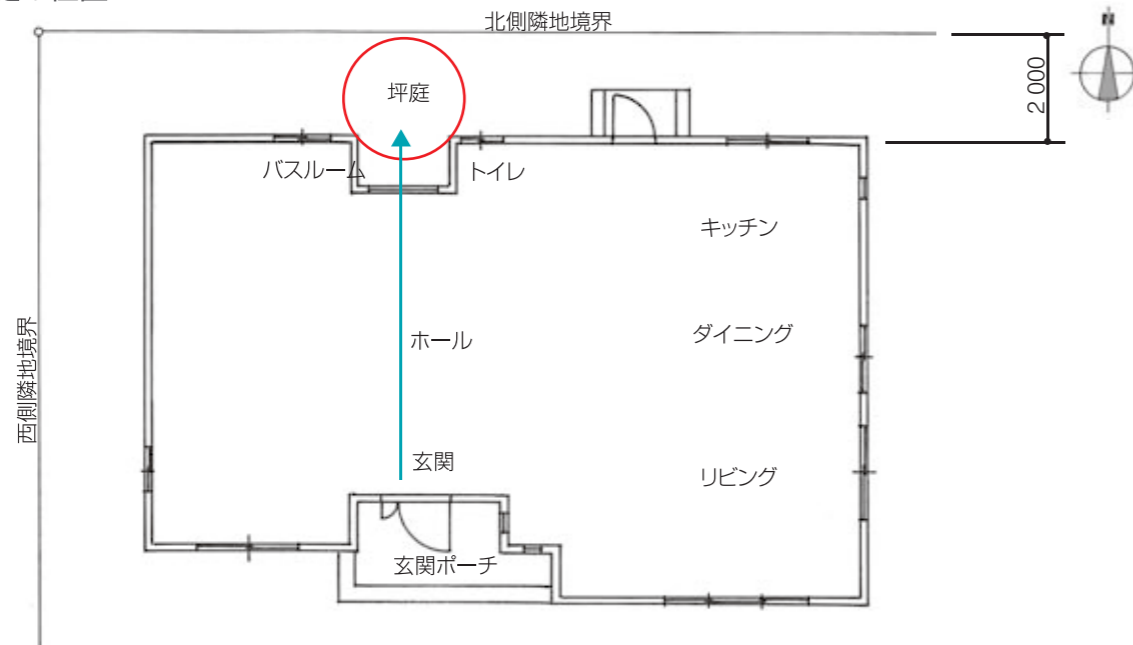 北側隣地境界
N
2 000
坪庭
バスルーム
トイレ
キッチン
西側隣地境界
ホール
ダイニング
玄関
リビング
玄関ポーチ